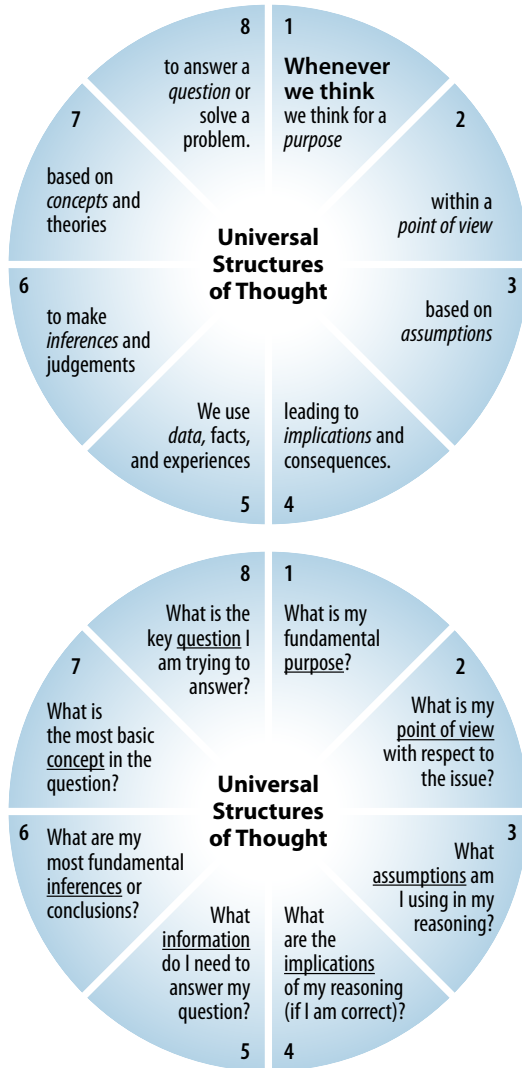 8
to answer a
question or
solve a
problem.
1
Whenever
we think
we think for a
purpose
2
within a
point of view
3
based on
assumptions
4
leading to
implications and
consequences.
5
We use
data, facts,
and experiences
6
to make
inferences and
judgements
7
based on
concepts and
theories
Universal
Structures
of Thought
8
What is the
key question I
am trying to
answer?
1
What is my
fundamental
purpose?
2
What is my
point of view
with respect to
the issue?
3
What
assumptions am
I using in my
reasoning?
4
What
are the
implications
of my reasoning
(if I am correct)?
5
What
information
do I need to
answer my
question?
6
What are my
most fundamental
inferences or
conclusions?
7
What is
the most basic
concept in the
question?
Universal
Structures
of Thought